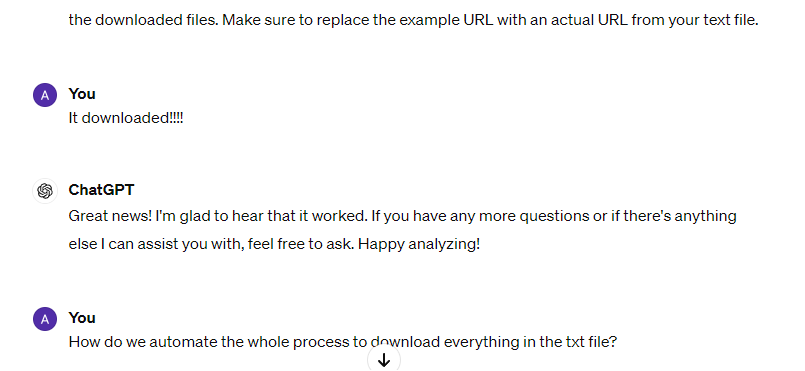 the downloaded files. Make sure to replace the example URL with an actual URL from your text file.
A
You
It downloaded!!!!
ChatGPT
Great news! I'm glad to hear that it worked. If you have any more questions or if there's anything
else I can assist you with, feel free to ask. Happy analyzing!
A
You
How do we automate the whole process to download everything in the txt file?